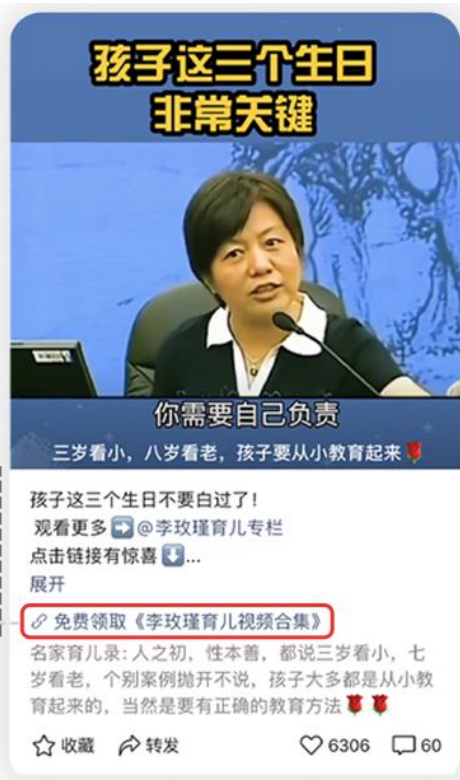 孩子这三个生日
非常关键
你需要自己负责
三岁看小，八岁看老，孩子要从小教育起来🌹
孩子这三个生日不要白过了！
观看更多➡️@李玫瑾育儿专栏
点击链接有惊喜⬇️...
展开
免费领取《李玫瑾育儿视频合集》
名家育儿录：人之初，性本善，都说三岁看小，七
岁看老，个别案例抛开不说，孩子大多都是从小教
育起来的，当然是要有正确的教育方法🌹🌹
收藏 转发 6306 60